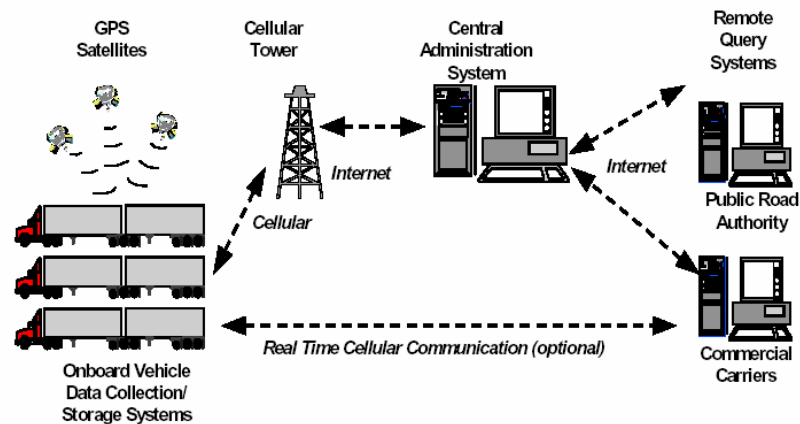 GPS
Satellites
Cellular
Tower
Central
Administration
System
Remote
Query
Systems
Internet
Internet
Cellular
Public Road
Authority
Real Time Cellular Communication (optional)
Onboard Vehicle
Data Collection/
Storage Systems
Commercial
Carriers